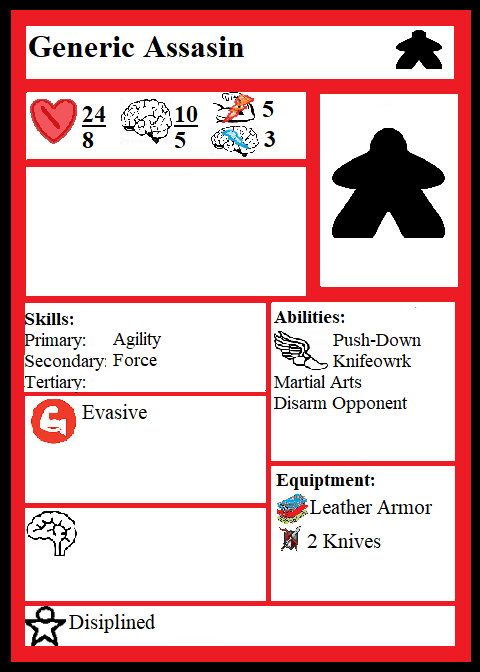 Generic Assasin
24
8
10
5
5
3
Skills:
Primary: Agility
Secondary: Force
Tertiary:
Evasive
Abilities:
Push-Down
Knifeowrk
Martial Arts
Disarm Opponent
Equiptment:
Leather Armor
2 Knives
Disiplined